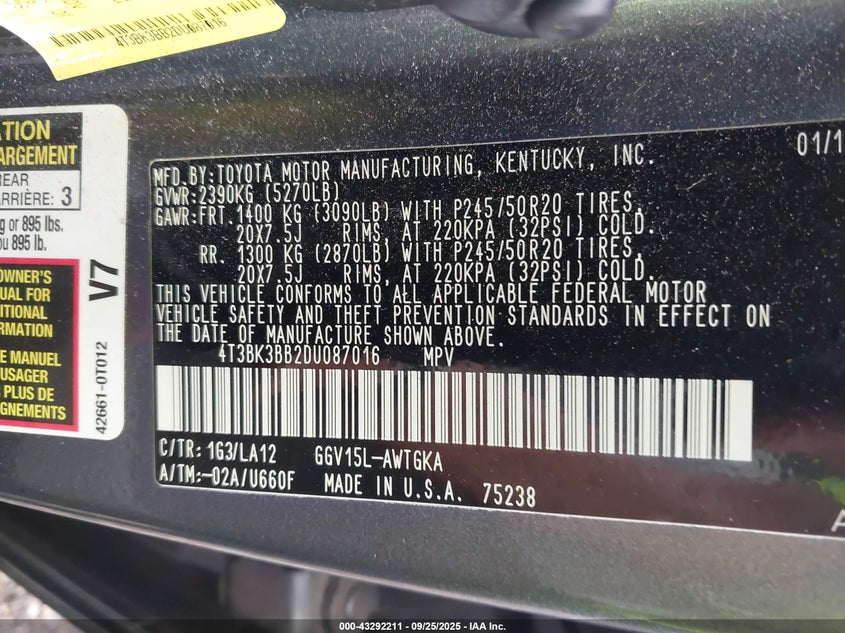 4T3BK3BB2DU087016
ATION
ARGEMENT
REAR
ARRIÈRE: 3
g or 895 lbs.
ou 895 lb.
OWNER'S
UAL FOR
ITIONAL
RMATION
E MANUEL
USAGER
PLUS DE
GNEMENTS
V7
42661-0T012
MFD.BY:TOYOTA MOTOR MANUFACTURING, KENTUCKY, INC. 01/1
GVWR:2390KG (5270LB)
GAWR:FRT.1400 KG (3090LB) WITH P245/50R20 TIRES,
20X7.5J RIMS, AT 220KPA (32PSI) COLD.
RR. 1300 KG (2870LB) WITH P245/50R20 TIRES,
20X7.5J RIMS, AT 220KPA (32PSI) COLD.
THIS VEHICLE CONFORMS TO ALL APPLICABLE FEDERAL MOTOR
VEHICLE SAFETY AND THEFT PREVENTION STANDARDS IN EFFECT ON
THE DATE OF MANUFACTURE SHOWN ABOVE.
4T3BK3BB2DU087016 MPV
C/TR: 1G3/LA12 GGV15L-AWTGKA
A/TM:-02A/U660F MADE IN U.S.A. 75238
000-43292211 - 09/25/2025 - IAA Inc.